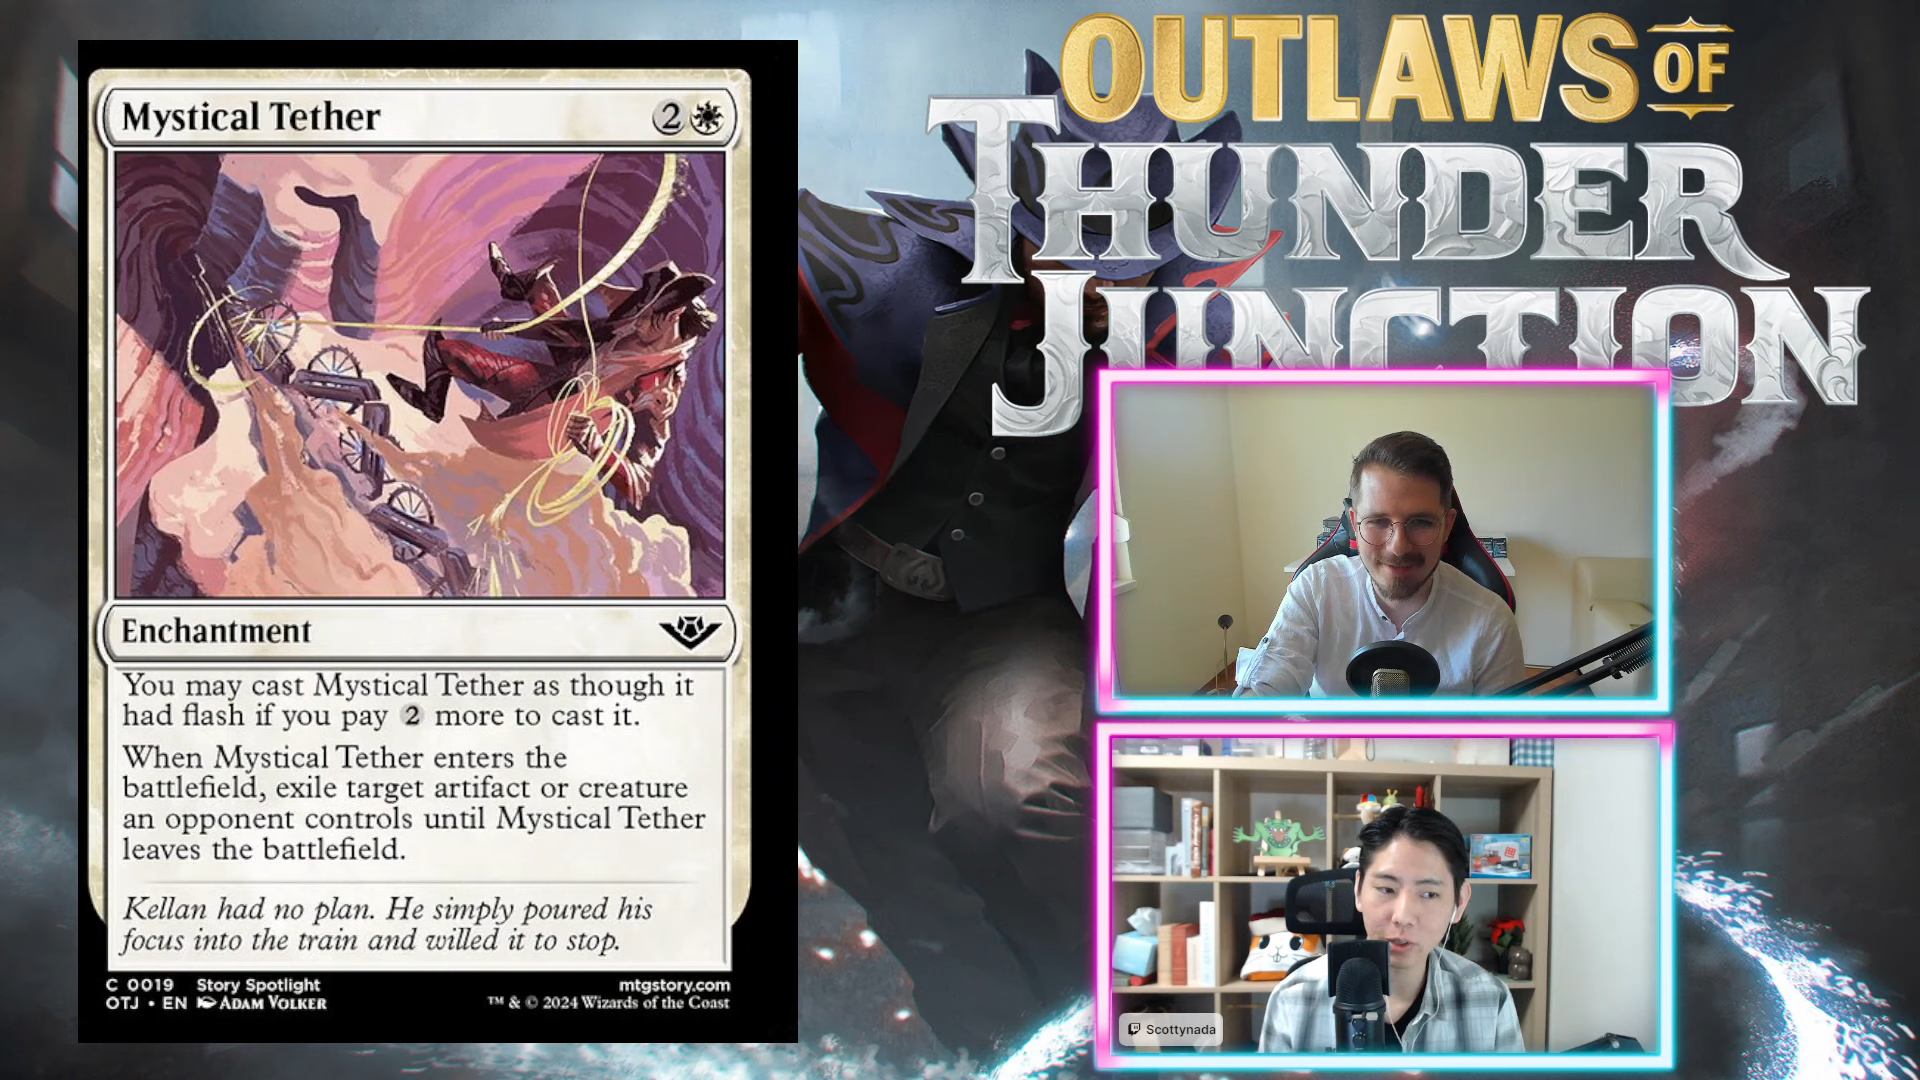 OUTLAWS OF
THUNDER
JUNCTION
Mystical Tether 2
Enchantment
You may cast Mystical Tether as though it
had flash if you pay 2 more to cast it.
When Mystical Tether enters the
battlefield, exile target artifact or creature
an opponent controls until Mystical Tether
leaves the battlefield.
Kellan had no plan. He simply poured his
focus into the train and willed it to stop.
C 0019 Story Spotlight mtgstory.com
OTJ • EN ADAM VOLKER ™ & © 2024 Wizards of the Coast
Scottynada